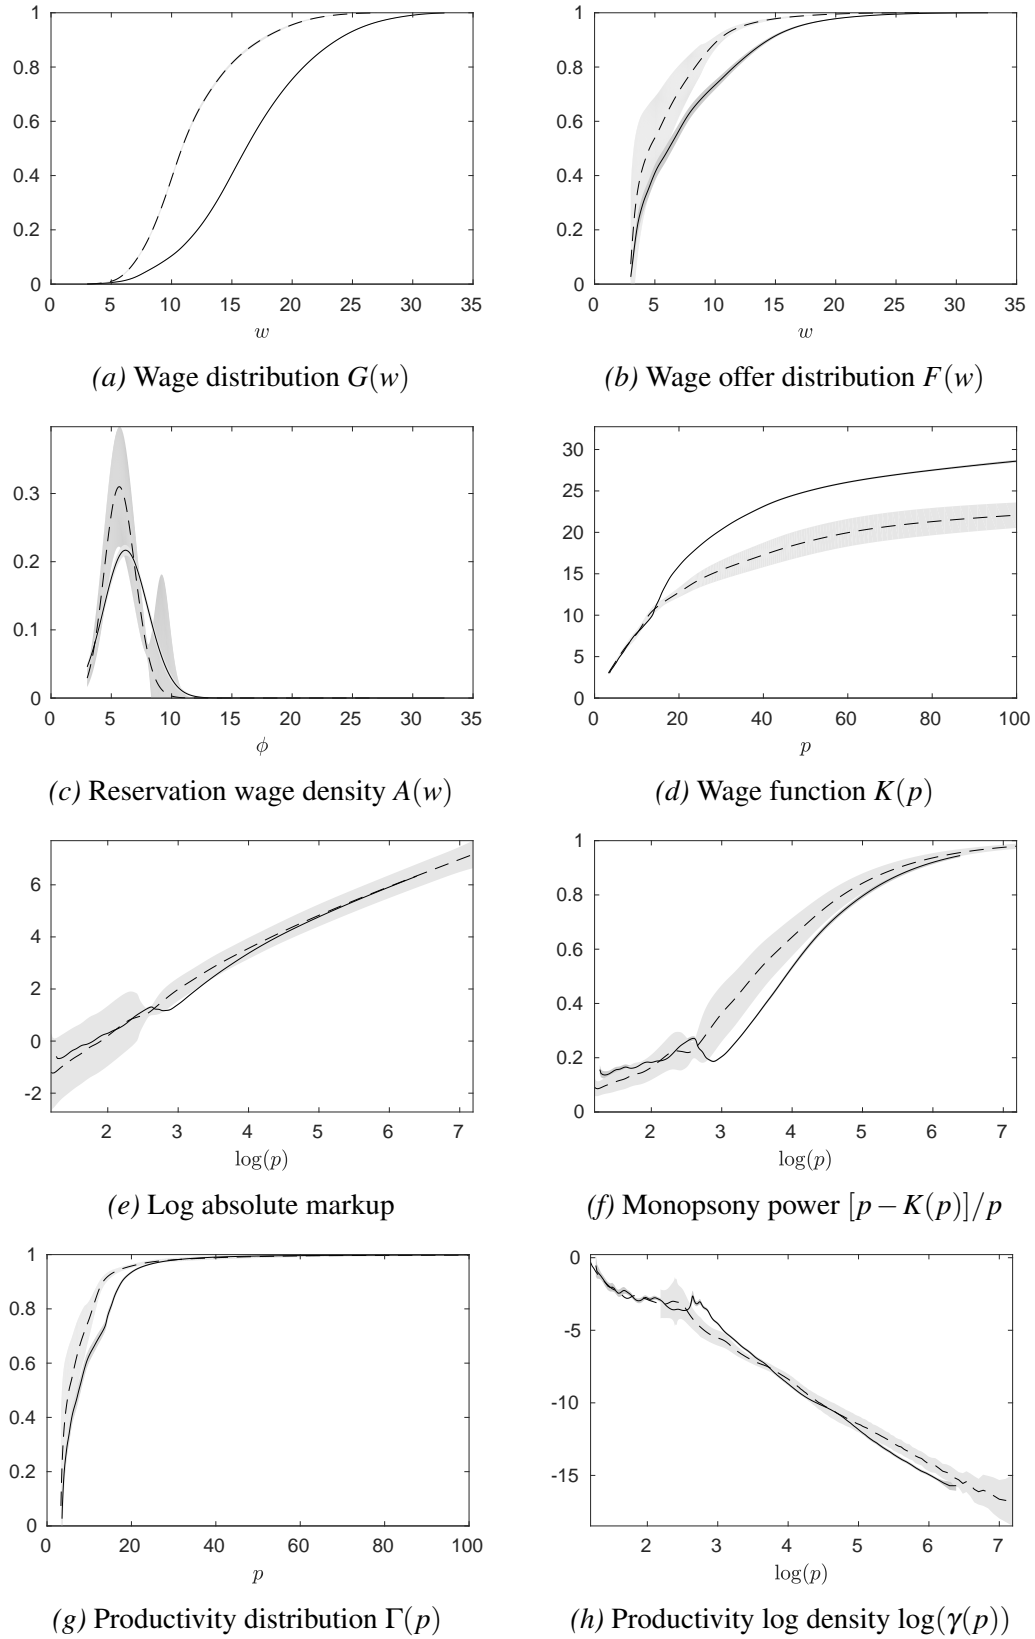 1
0.8
0.6
0.4
0.2
0
0 5 10 15 20 25 30 35
w
(a) Wage distribution G(w)
1
0.8
0.6
0.4
0.2
0
0 5 10 15 20 25 30 35
w
(b) Wage offer distribution F(w)
0.3
0.2
0.1
0
0 5 10 15 20 25 30 35
ϕ
(c) Reservation wage density A(w)
30
25
20
15
10
5
0
0 20 40 60 80 100
p
(d) Wage function K(p)
6
4
2
0
-2
2 3 4 5 6 7
log(p)
(e) Log absolute markup
1
0.8
0.6
0.4
0.2
0
2 3 4 5 6 7
log(p)
(f) Monopsony power [p − K(p)]/p
1
0.8
0.6
0.4
0.2
0
0 20 40 60 80 100
p
(g) Productivity distribution Γ(p)
0
-5
-10
-15
2 3 4 5 6 7
log(p)
(h) Productivity log density log(γ(p))